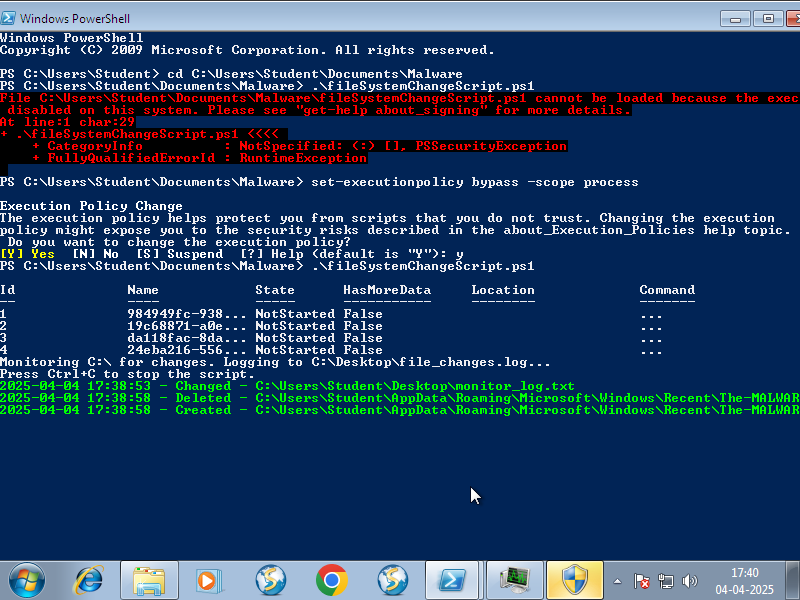 Windows PowerShell
Windows PowerShell
Copyright (C) 2009 Microsoft Corporation. All rights reserved.
PS C:\Users\Student> cd C:\Users\Student\Documents\Malware
PS C:\Users\Student\Documents\Malware> .\fileSystemChangeScript.ps1
File C:\Users\Student\Documents\Malware\fileSystemChangeScript.ps1 cannot be loaded because the exec
disabled on this system. Please see "get-help about_signing" for more details.
At line:1 char:29
+ .\fileSystemChangeScript.ps1 <<<<
+ CategoryInfo : NotSpecified: (:) [], PSSecurityException
+ FullyQualifiedErrorId : RuntimeException
PS C:\Users\Student\Documents\Malware> set-executionpolicy bypass -scope process
Execution Policy Change
The execution policy helps protect you from scripts that you do not trust. Changing the execution
policy might expose you to the security risks described in the about_Execution_Policies help topic.
Do you want to change the execution policy?
[Y] Yes [N] No [S] Suspend [?] Help (default is "Y"): y
PS C:\Users\Student\Documents\Malware> .\fileSystemChangeScript.ps1
Id Name State HasMoreData Location Command
-- ---- ----- ----------- -------- -------
1 984949fc-938... NotStarted False ...
2 19c68871-a0e... NotStarted False ...
3 da118fac-8da... NotStarted False ...
4 24eba216-556... NotStarted False ...
Monitoring C:\ for changes. Logging to C:\Desktop\file_changes.log...
Press Ctrl+C to stop the script.
2025-04-04 17:38:53 - Changed - C:\Users\Student\Desktop\monitor_log.txt
2025-04-04 17:38:58 - Deleted - C:\Users\Student\AppData\Roaming\Microsoft\Windows\Recent\The-MALWAR
2025-04-04 17:38:58 - Created - C:\Users\Student\AppData\Roaming\Microsoft\Windows\Recent\The-MALWAR
17:40
04-04-2025